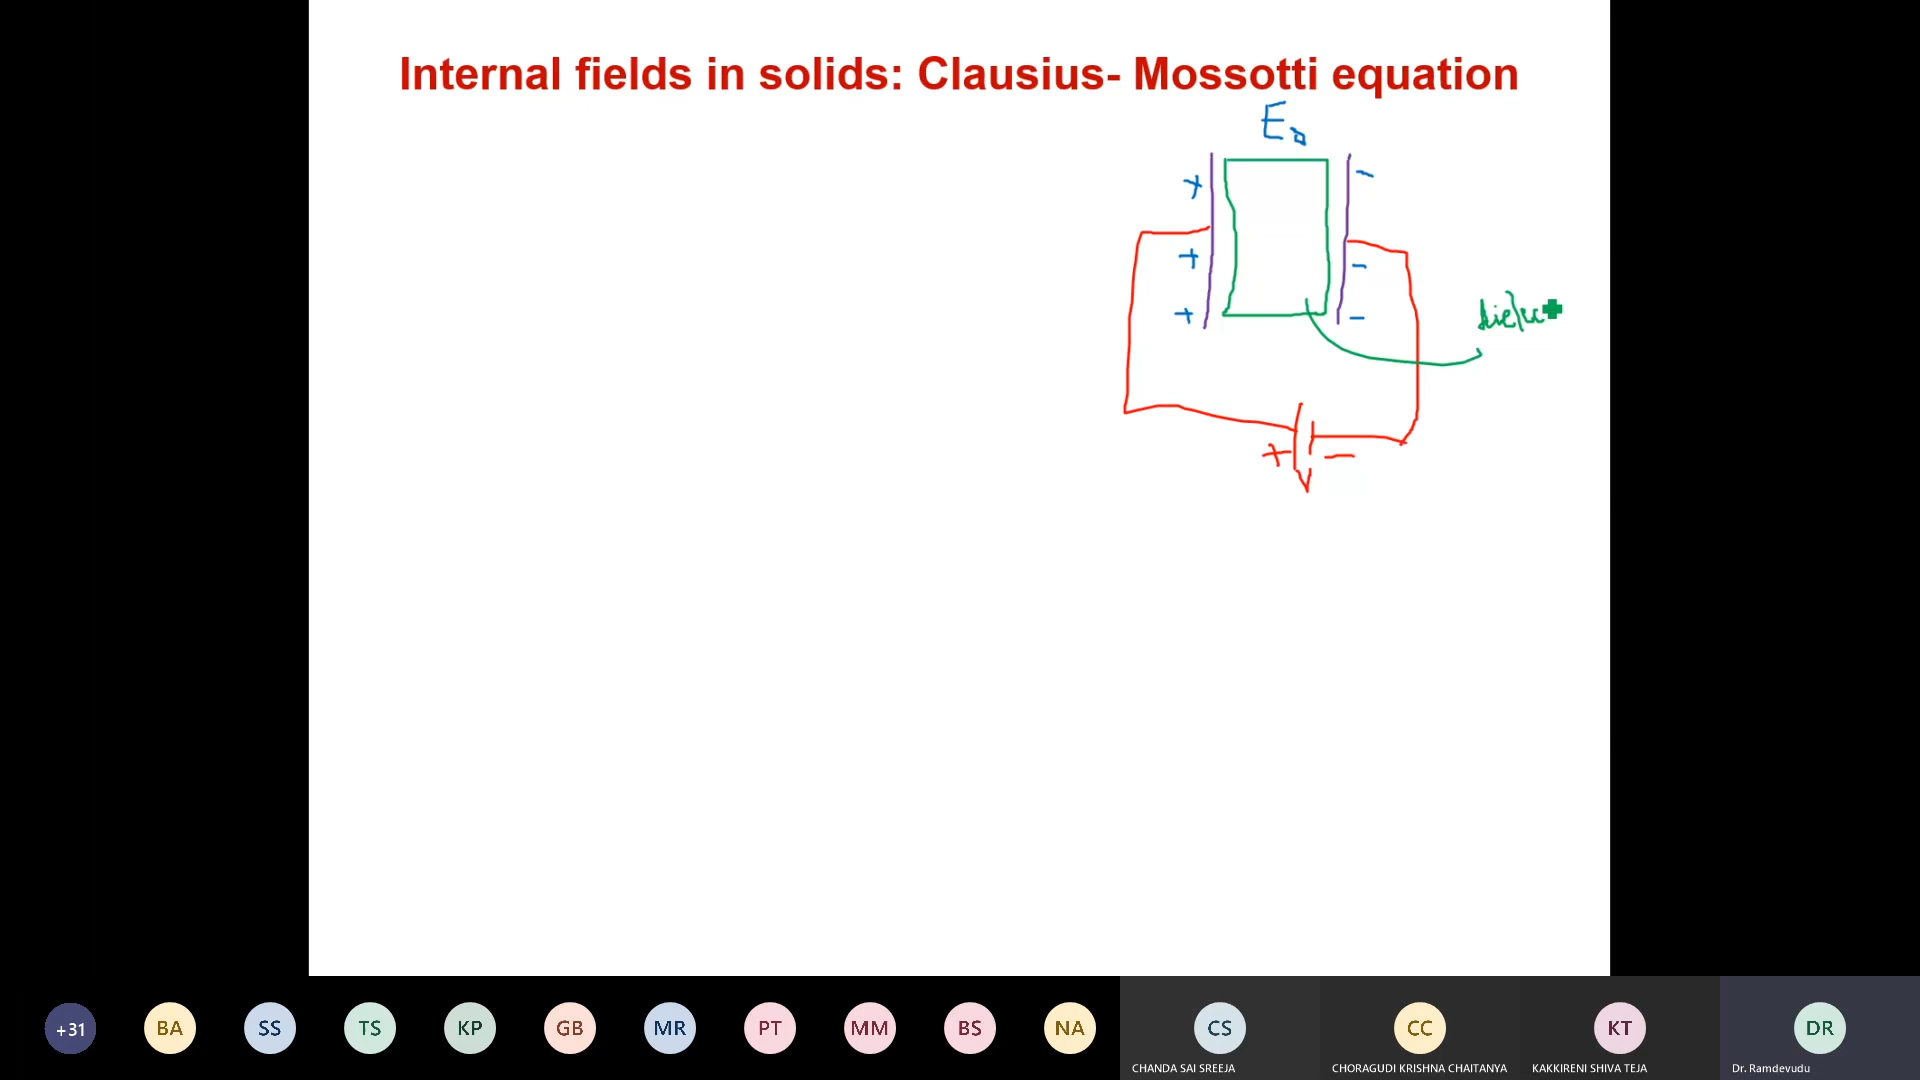 Internal fields in solids: Clausius- Mossotti equation
E₀
+ -
+ -
+ -
+ -
+31 BA SS TS KP GB MR PT MM BS NA CS CC KT DR
CHANDA SAI SREEJA CHORAGUDI KRISHNA CHAITANYA KAKKIRENI SHIVA TEJA Dr. Ramdevudu